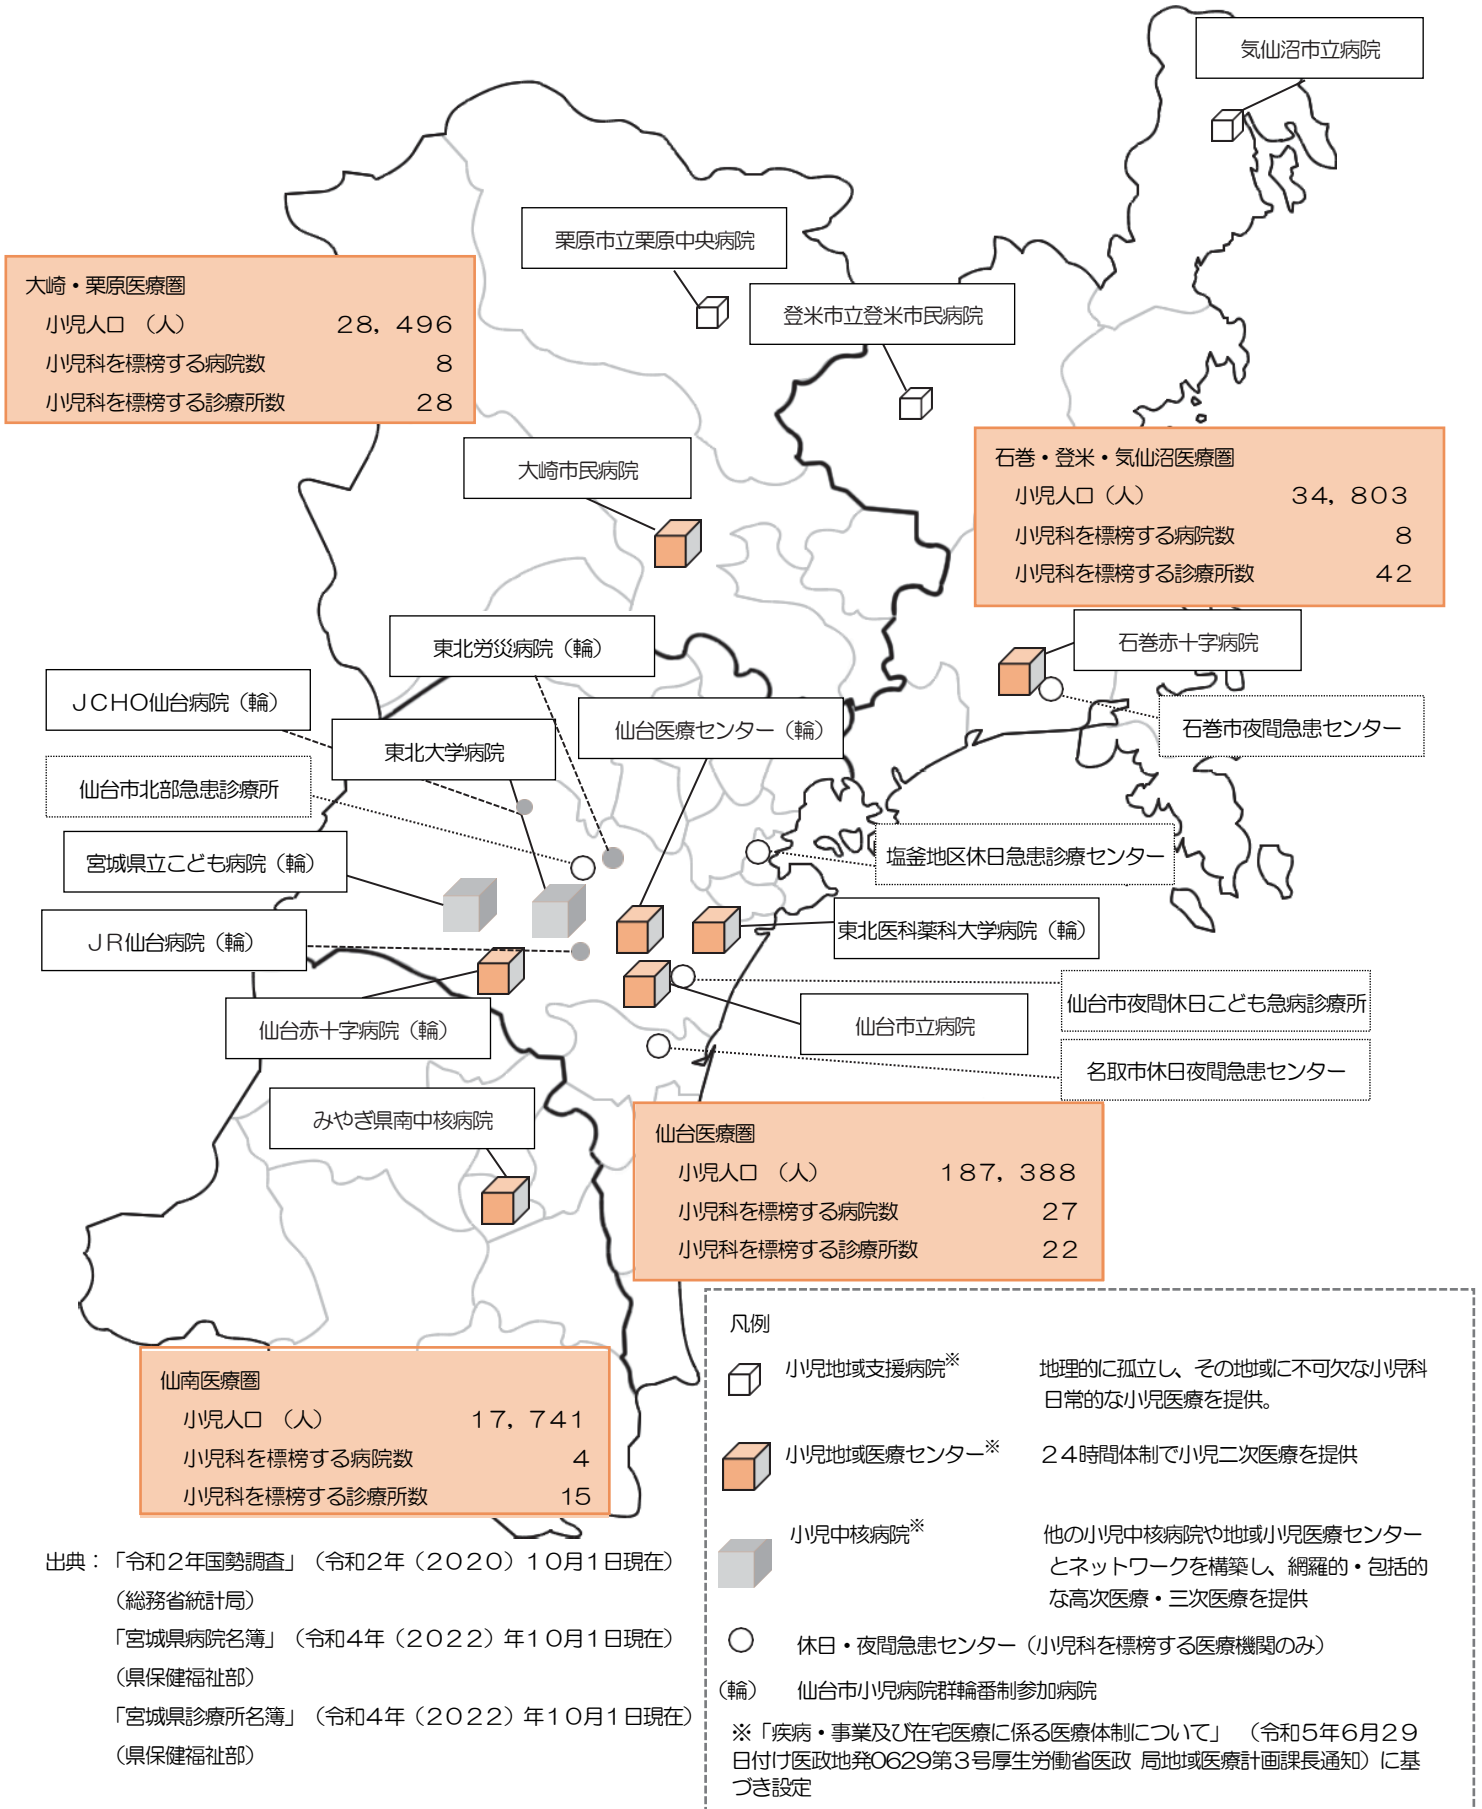 気仙沼市立病院
栗原市立栗原中央病院
大崎・栗原医療圏
小児人口　（人）　28，496
小児科を標榜する病院数　8
小児科を標榜する診療所数　28
登米市立登米市民病院
大崎市民病院
石巻・登米・気仙沼医療圏
小児人口（人）　34，803
小児科を標榜する病院数　8
小児科を標榜する診療所数　42
東北労災病院（輪）
石巻赤十字病院
JCHO仙台病院（輪）
東北大学病院
仙台医療センター（輪）
石巻市夜間急患センター
仙台市北部急患診療所
宮城県立こども病院（輪）
塩釜地区休日急患診療センター
JR仙台病院（輪）
東北医科薬科大学病院（輪）
仙台赤十字病院（輪）
仙台市立病院
仙台市夜間休日こども急病診療所
名取市休日夜間急患センター
みやぎ県南中核病院
仙台医療圏
小児人口　（人）　187，388
小児科を標榜する病院数　27
小児科を標榜する診療所数　22
仙南医療圏
小児人口　（人）　17，741
小児科を標榜する病院数　4
小児科を標榜する診療所数　15
凡例
小児地域支援病院※　地理的に孤立し、その地域に不可欠な小児科
日常的な小児医療を提供。
小児地域医療センター※　24時間体制で小児二次医療を提供
小児中核病院※　他の小児中核病院や地域小児医療センター
とネットワークを構築し、網羅的・包括的
な高次医療・三次医療を提供
休日・夜間急患センター（小児科を標榜する医療機関のみ）
（輪）　仙台市小児病院群輪番制参加病院
※「疾病・事業及び在宅医療に係る医療体制について」　（令和5年6月29
日付け医政地発0629第3号厚生労働省医政 局地域医療計画課長通知）に基
づき設定
出典：「令和2年国勢調査」（令和2年（2020）10月1日現在）
（総務省統計局）
「宮城県病院名簿」（令和4年（2022）年10月1日現在）
（県保健福祉部）
「宮城県診療所名簿」（令和4年（2022）年10月1日現在）
（県保健福祉部）